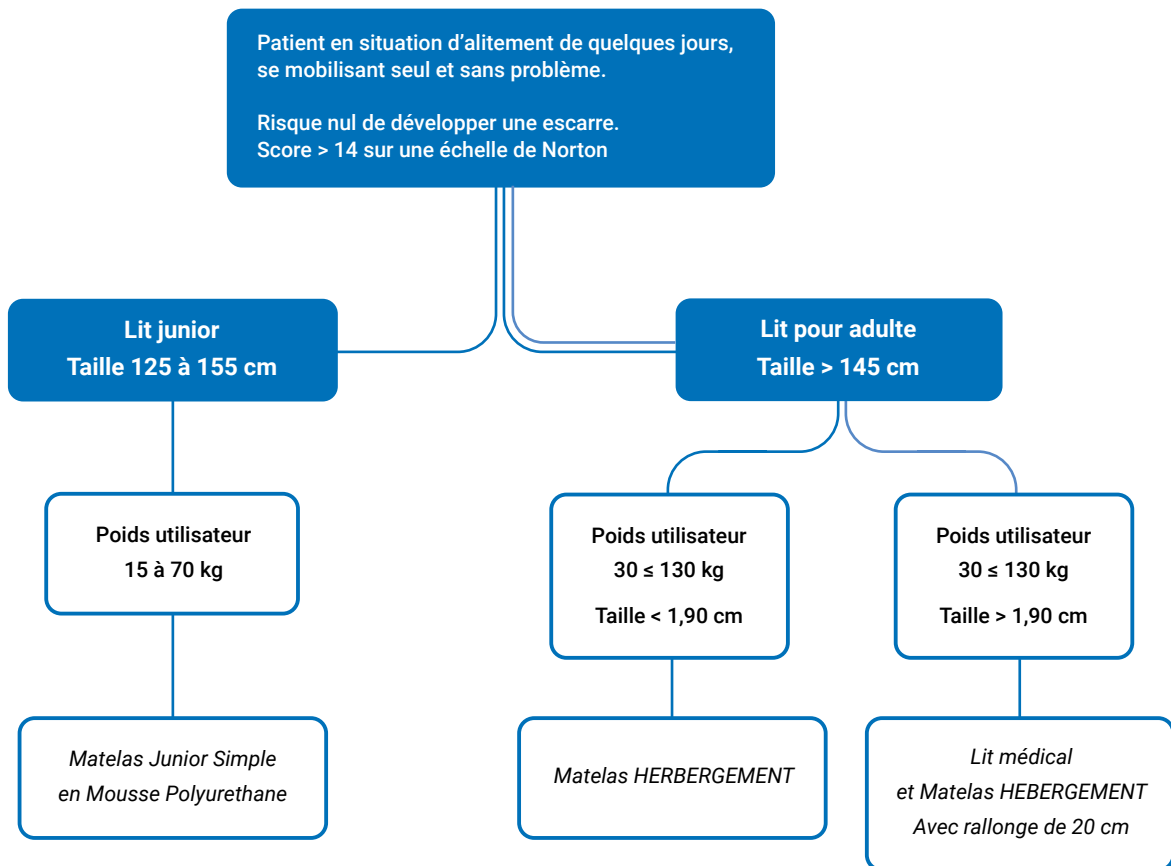 Patient en situation d’alitement de quelques jours,
se mobilisant seul et sans problème.
Risque nul de développer une escarre.
Score > 14 sur une échelle de Norton
Lit junior
Taille 125 à 155 cm
Lit pour adulte
Taille > 145 cm
Poids utilisateur
15 à 70 kg
Poids utilisateur
30 ≤ 130 kg
Taille < 1,90 cm
Poids utilisateur
30 ≤ 130 kg
Taille > 1,90 cm
Matelas Junior Simple
en Mousse Polyurethane
Matelas HERBERGEMENT
Lit médical
et Matelas HEBERGEMENT
Avec rallonge de 20 cm